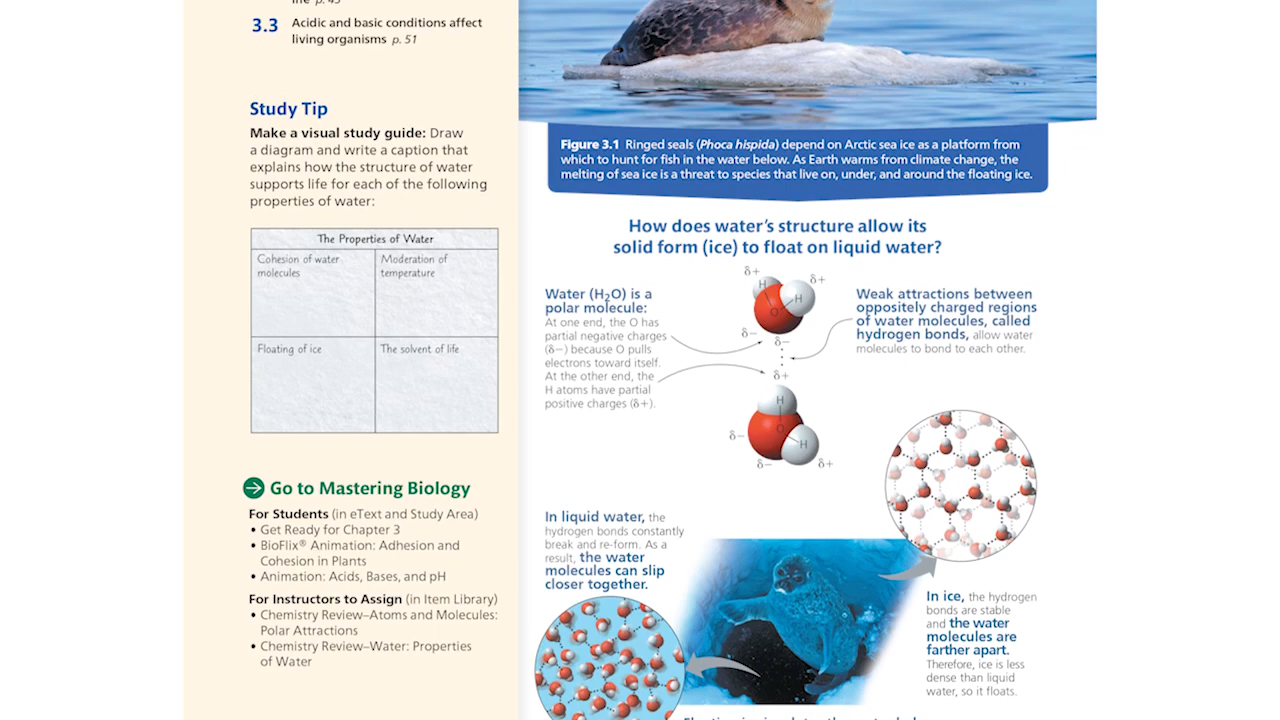 life p. 45
3.3 Acidic and basic conditions affect
living organisms p. 51
Study Tip
Make a visual study guide: Draw
a diagram and write a caption that
explains how the structure of water
supports life for each of the following
properties of water:
The Properties of Water
Cohesion of water
molecules
Moderation of
temperature
Floating of ice
The solvent of life
Go to Mastering Biology
For Students (in eText and Study Area)
• Get Ready for Chapter 3
• BioFlix® Animation: Adhesion and
Cohesion in Plants
• Animation: Acids, Bases, and pH
For Instructors to Assign (in Item Library)
• Chemistry Review–Atoms and Molecules:
Polar Attractions
• Chemistry Review–Water: Properties
of Water
Figure 3.1 Ringed seals (Phoca hispida) depend on Arctic sea ice as a platform from
which to hunt for fish in the water below. As Earth warms from climate change, the
melting of sea ice is a threat to species that live on, under, and around the floating ice.
How does water's structure allow its
solid form (ice) to float on liquid water?
Water (H₂O) is a
polar molecule:
At one end, the O has
partial negative charges
(δ−) because O pulls
electrons toward itself.
At the other end, the
H atoms have partial
positive charges (δ+).
δ+
δ+
H
H
O
δ−
δ−
δ+
H
O
H
δ−
δ−
δ+
Weak attractions between
oppositely charged regions
of water molecules, called
hydrogen bonds, allow water
molecules to bond to each other.
In liquid water, the
hydrogen bonds constantly
break and re-form. As a
result, the water
molecules can slip
closer together.
In ice, the hydrogen
bonds are stable
and the water
molecules are
farther apart.
Therefore, ice is less
dense than liquid
water, so it floats.